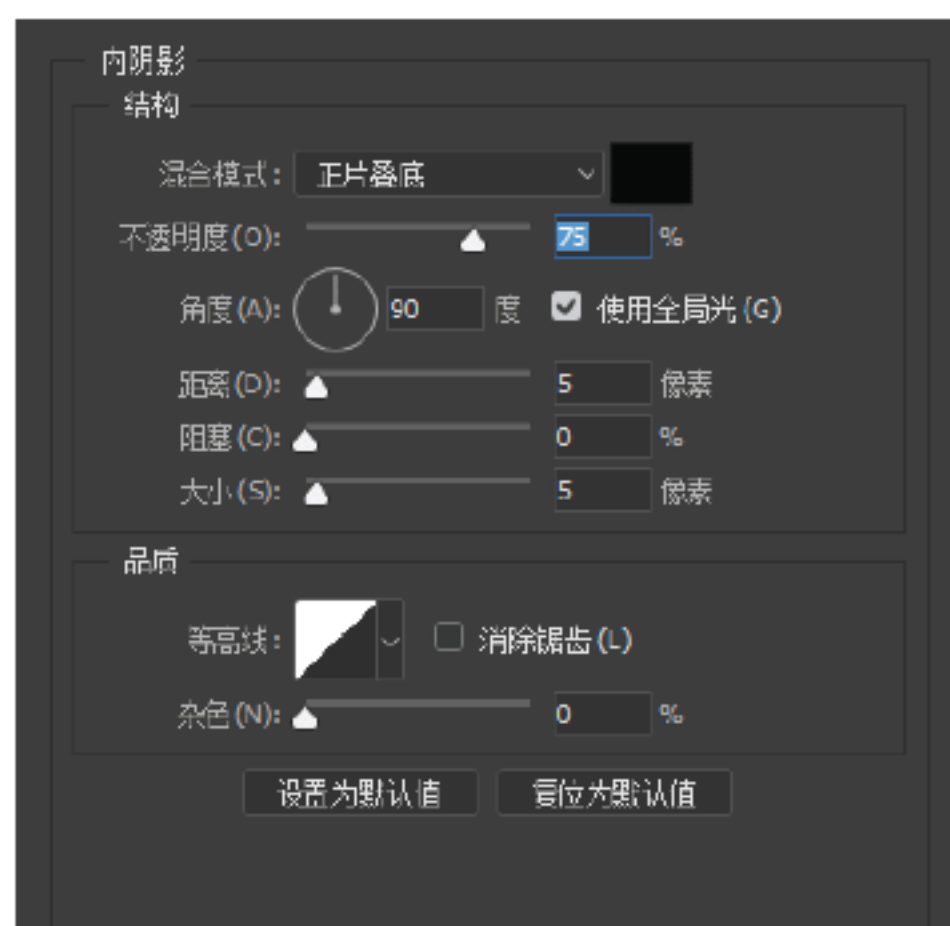 内阴影
结构
混合模式: 正片叠底
不透明度(O): 75 %
角度(A): 90 度 使用全局光(G)
距离(D): 5 像素
阻塞(C): 0 %
大小(S): 5 像素
品质
等高线: 消除锯齿(L)
杂色(N): 0 %
设置为默认值 复位为默认值